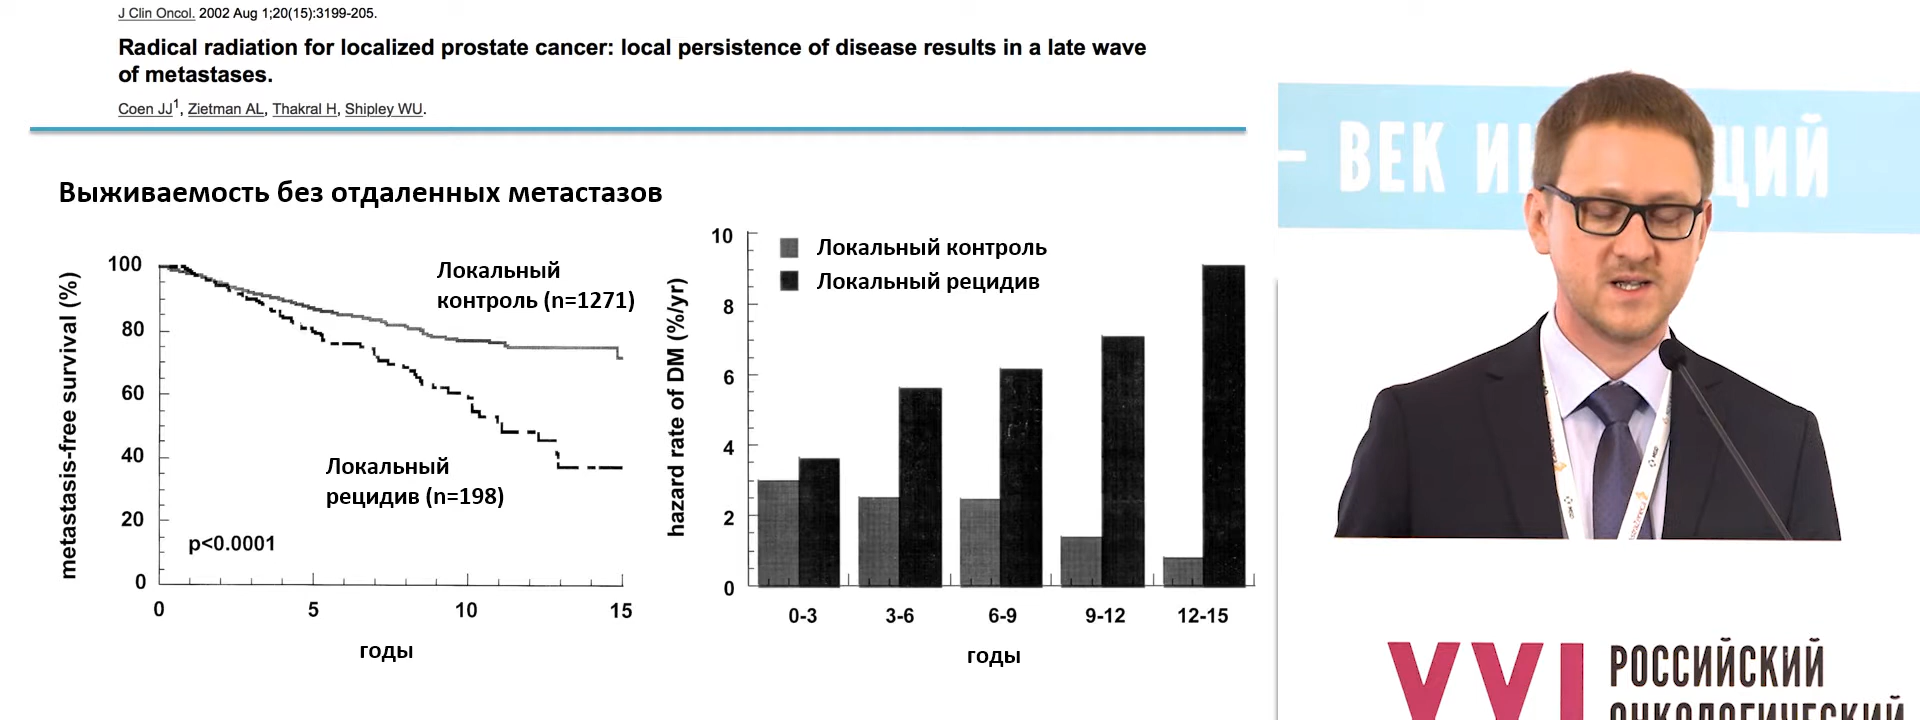 J Clin Oncol. 2002 Aug 1;20(15):3199-205.
Radical radiation for localized prostate cancer: local persistence of disease results in a late wave
of metastases.
Coen JJ1, Zietman AL, Thakral H, Shipley WU.
Выживаемость без отдаленных метастазов
metastasis-free survival (%)
100
80
60
40
20
0
Локальный
контроль (n=1271)
Локальный
рецидив (n=198)
p<0.0001
0
5
10
15
годы
hazard rate of DM (%/yr)
10
8
6
4
2
0
Локальный контроль
Локальный рецидив
0-3
3-6
6-9
9-12
12-15
годы
– ВЕК
XXI
РОССИЙСКИЙ
ОНКОЛОГИЧЕСКИЙ